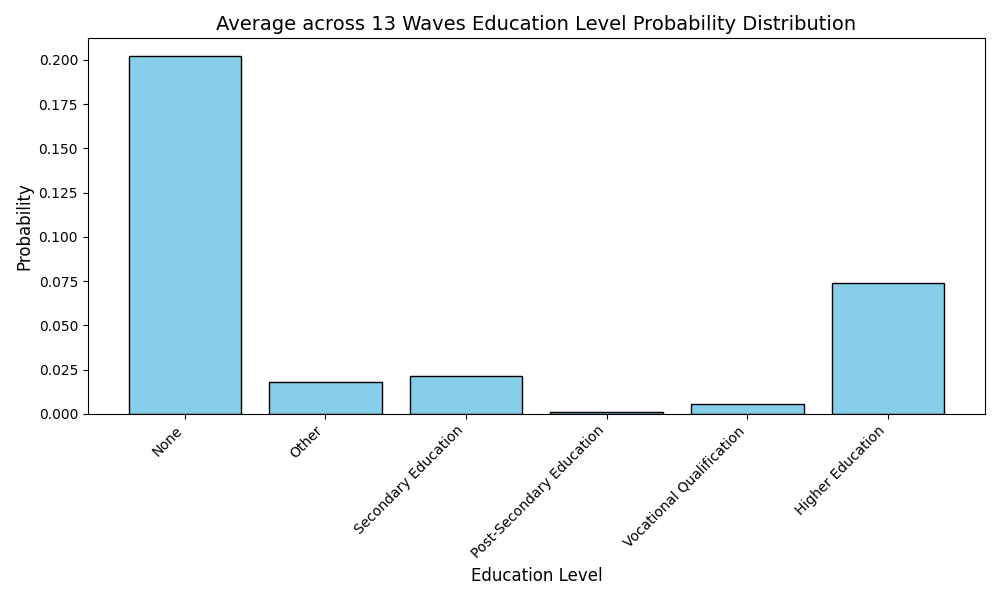 Average across 13 Waves Education Level Probability Distribution
0.200
0.175
0.150
0.125
0.100
0.075
0.050
0.025
0.000
Probability
None
Other
Secondary Education
Post-Secondary Education
Vocational Qualification
Higher Education
Education Level